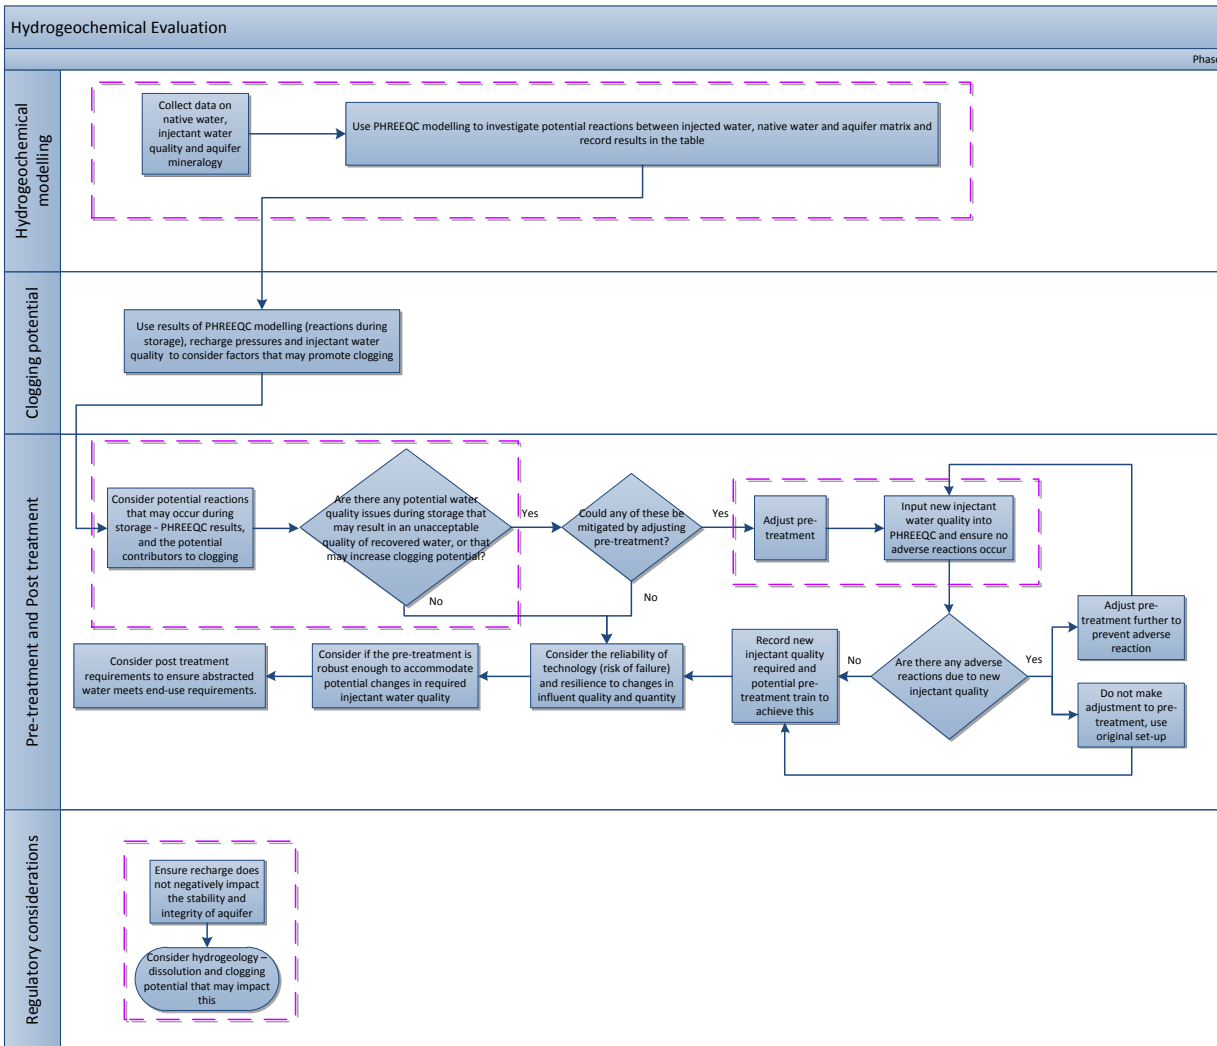 Hydrogeochemical Evaluation
Phase
Hydrogeochemical
modelling
Collect data on
native water,
injectant water
quality and aquifer
mineralogy
Use PHREEQC modelling to investigate potential reactions between injected water, native water and aquifer matrix and
record results in the table
Clogging potential
Use results of PHREEQC modelling (reactions during
storage), recharge pressures and injectant water
quality to consider factors that may promote clogging
Pre-treatment and Post treatment
Consider potential reactions
that may occur during
storage - PHREEQC results,
and the potential
contributors to clogging
Are there any potential water
quality issues during storage that
may result in an unacceptable
quality of recovered water, or that
may increase clogging potential?
Yes
No
Could any of these be
mitigated by adjusting
pre-treatment?
Yes
No
Adjust pre-
treatment
Input new injectant
water quality into
PHREEQC and ensure no
adverse reactions occur
Consider post treatment
requirements to ensure abstracted
water meets end-use requirements.
Consider if the pre-treatment is
robust enough to accommodate
potential changes in required
injectant water quality
Consider the reliability of
technology (risk of failure)
and resilience to changes in
influent quality and quantity
Record new
injectant quality
required and
potential pre-
treatment train to
achieve this
No
Are there any adverse
reactions due to new
injectant quality
Yes
Adjust pre-
treatment further to
prevent adverse
reaction
Do not make
adjustment to pre-
treatment, use
original set-up
Regulatory considerations
Ensure recharge does
not negatively impact
the stability and
integrity of aquifer
Consider hydrogeology –
dissolution and clogging
potential that may impact
this